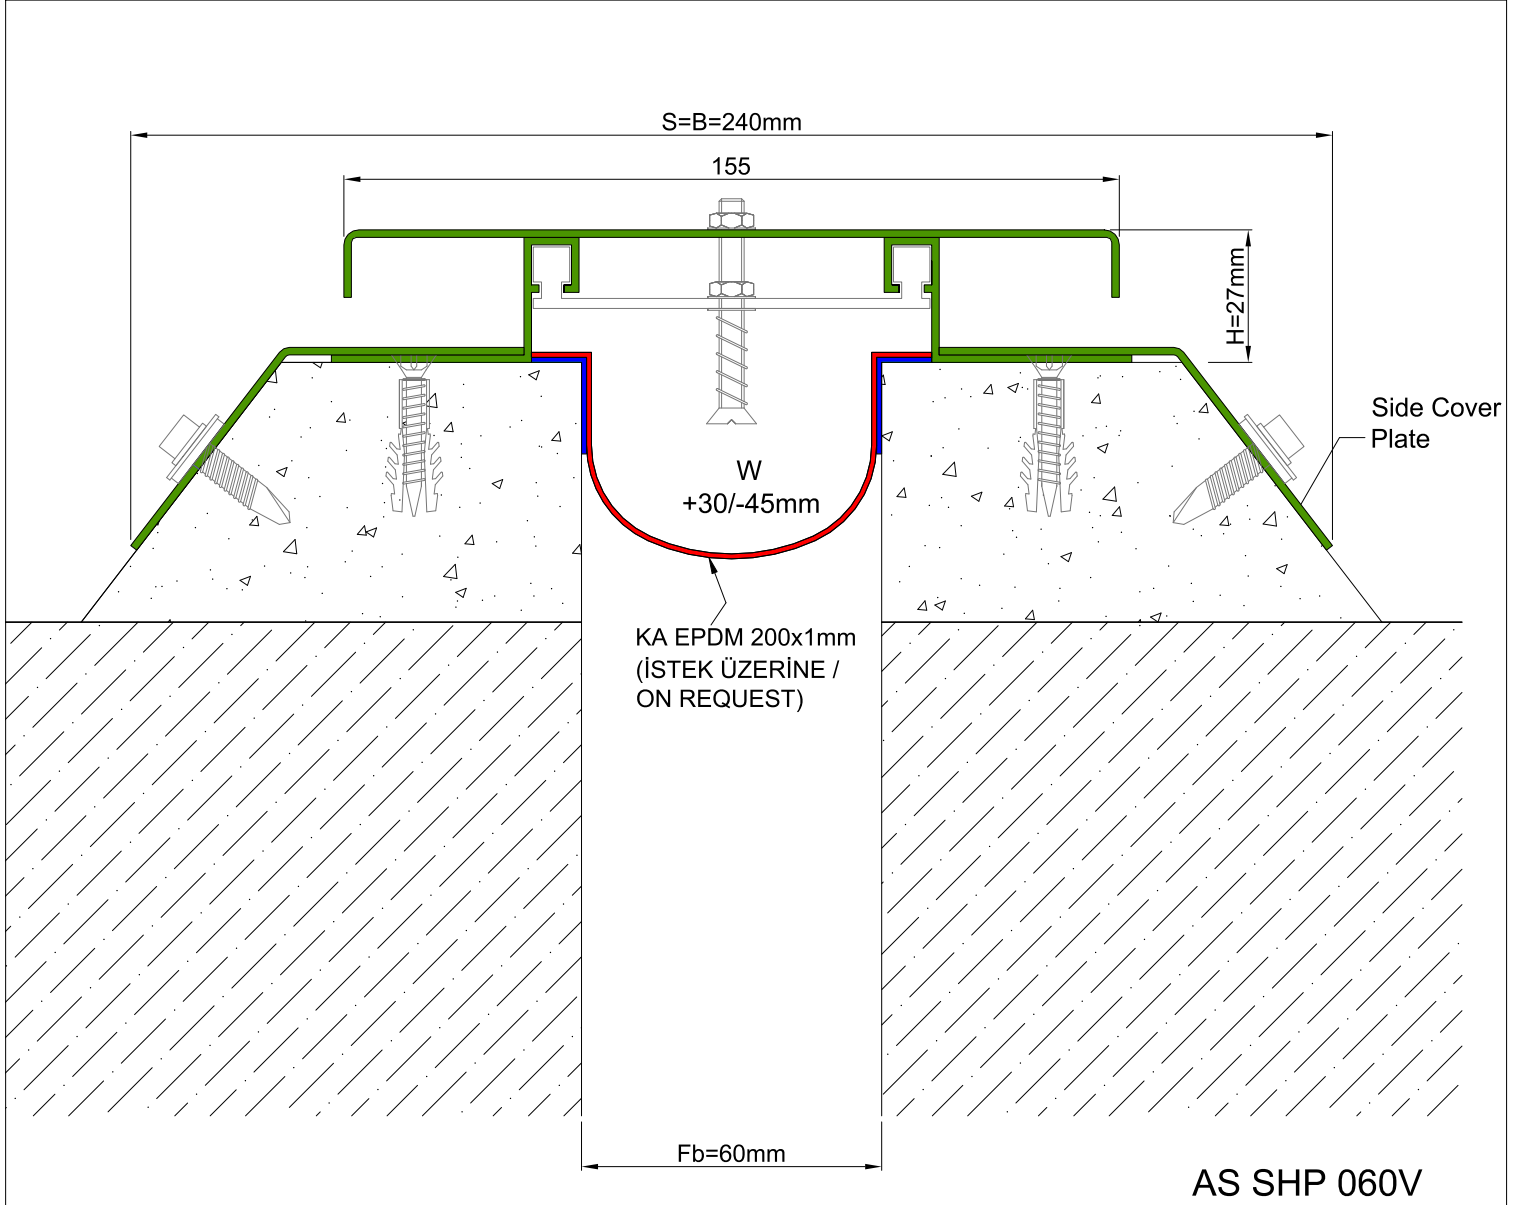 S=B=240mm
155
H=27mm
Side Cover
Plate
W
+30/-45mm
KA EPDM 200x1mm
(İSTEK ÜZERİNE /
ON REQUEST)
Fb=60mm
AS SHP 060V